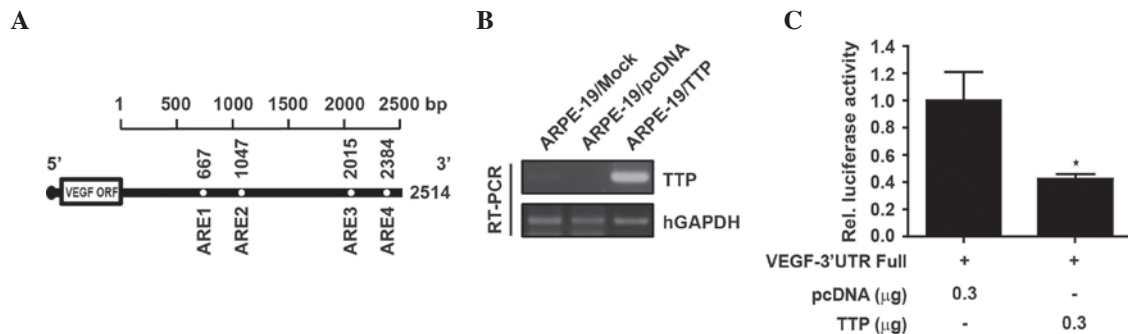 A
1 500 1000 1500 2000 2500 bp
667 1047 2015 2384
5’ 3’
VEGF ORF 2514
ARE1 ARE2 ARE3 ARE4
B
ARPE-19/Mock
ARPE-19/pcDNA
ARPE-19/TTP
RT-PCR
TTP
hGAPDH
C
Rel. luciferase activity
1.4
1.2
1.0
0.8
0.6
0.4
0.2
0.0
*
VEGF-3’UTR Full + +
pcDNA (µg) 0.3 -
TTP (µg) - 0.3